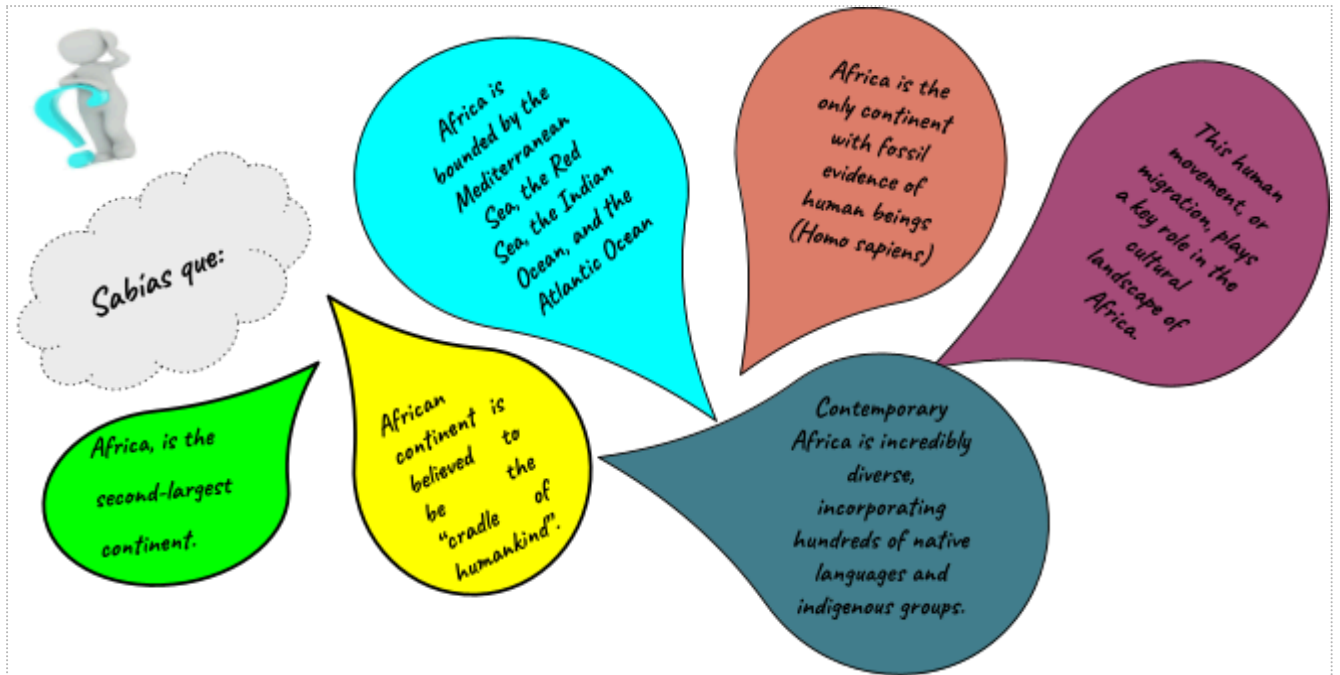 Sabías que:
Africa, is the
second-largest
continent.
African
continent is
believed to
be the
“cradle of
humankind”.
Africa is
bounded by the
Mediterranean
Sea, the Red
Sea, the Indian
Ocean, and the
Atlantic Ocean
Africa is the
only continent
with fossil
evidence of
human beings
(Homo sapiens)
This human
movement, or
migration, plays
a key role in the
cultural
landscape of
Africa.
Contemporary
Africa is incredibly
diverse,
incorporating
hundreds of native
languages and
indigenous groups.